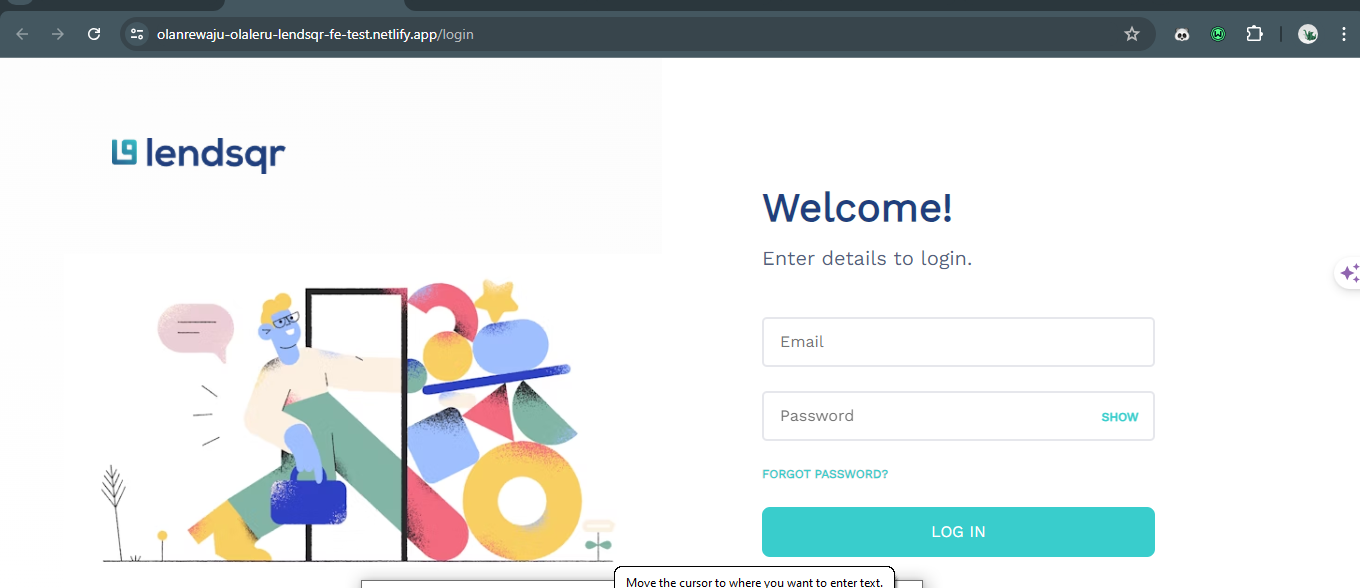 olanrewaju-olaleru-lendsqr-fe-test.netlify.app/login
lendsqr
Welcome!
Enter details to login.
Email
Password
SHOW
FORGOT PASSWORD?
LOG IN
Move the cursor to where you want to enter text.